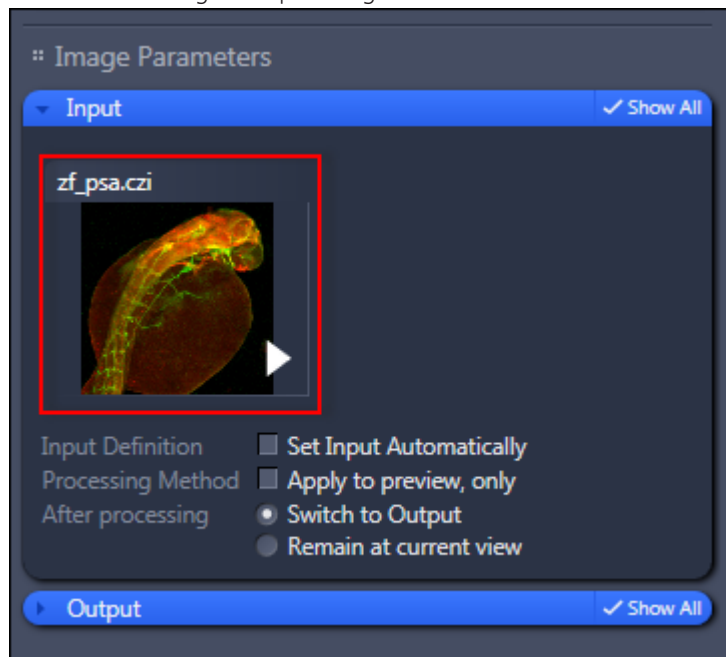 Image Parameters
Input
Show All
zf_psa.czi
Input Definition Set Input Automatically
Processing Method Apply to preview, only
After processing Switch to Output
Remain at current view
Output
Show All